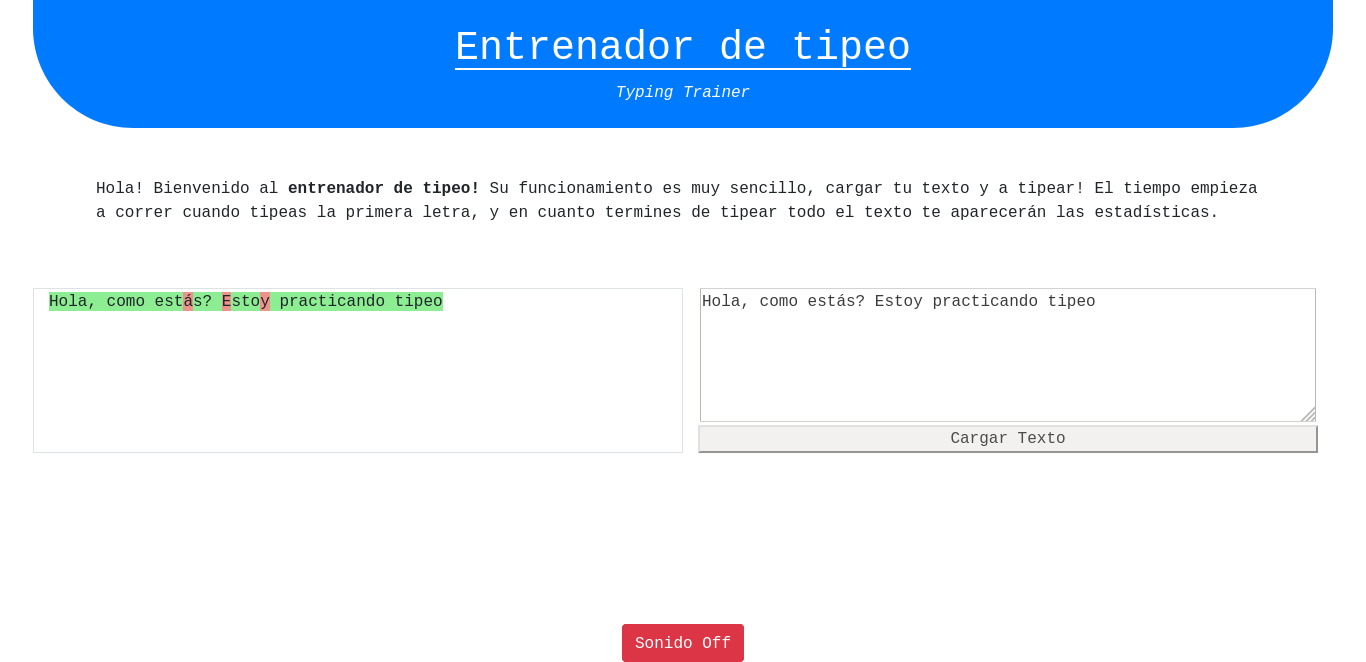 Entrenador de tipeo
Typing Trainer
Hola! Bienvenido al entrenador de tipeo! Su funcionamiento es muy sencillo, cargar tu texto y a tipear! El tiempo empieza
a correr cuando tipeas la primera letra, y en cuanto termines de tipear todo el texto te aparecerán las estadísticas.
Hola, como estás? Estoy practicando tipeo
Hola, como estás? Estoy practicando tipeo
Cargar Texto
Sonido Off